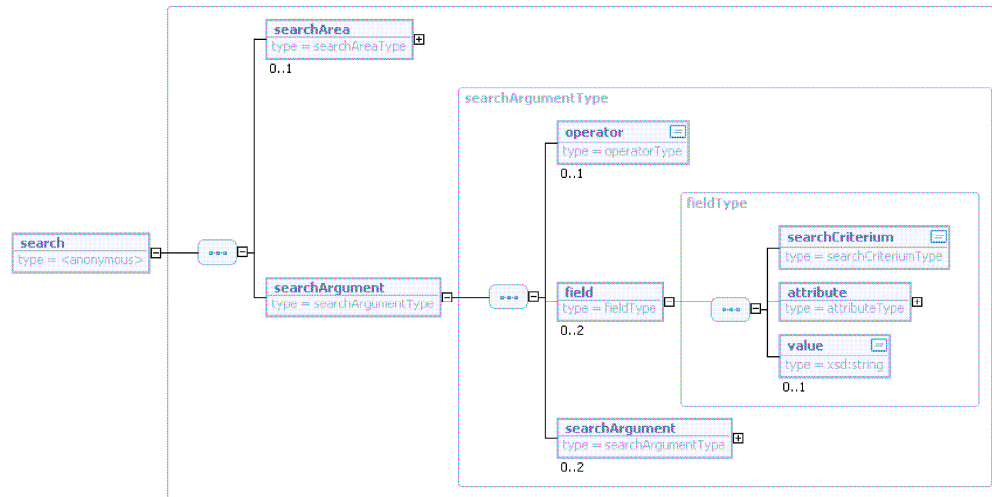 searchArea
type = searchAreaType
0..1
searchArgumentType
operator
type = operatorType
0..1
fieldType
searchCriterium
type = searchCriteriumType
search
type = <anonymous>
searchArgument
type = searchArgumentType
field
type = fieldType
0..2
attribute
type = attributeType
value
type = xsd:string
0..1
searchArgument
type = searchArgumentType
0..2